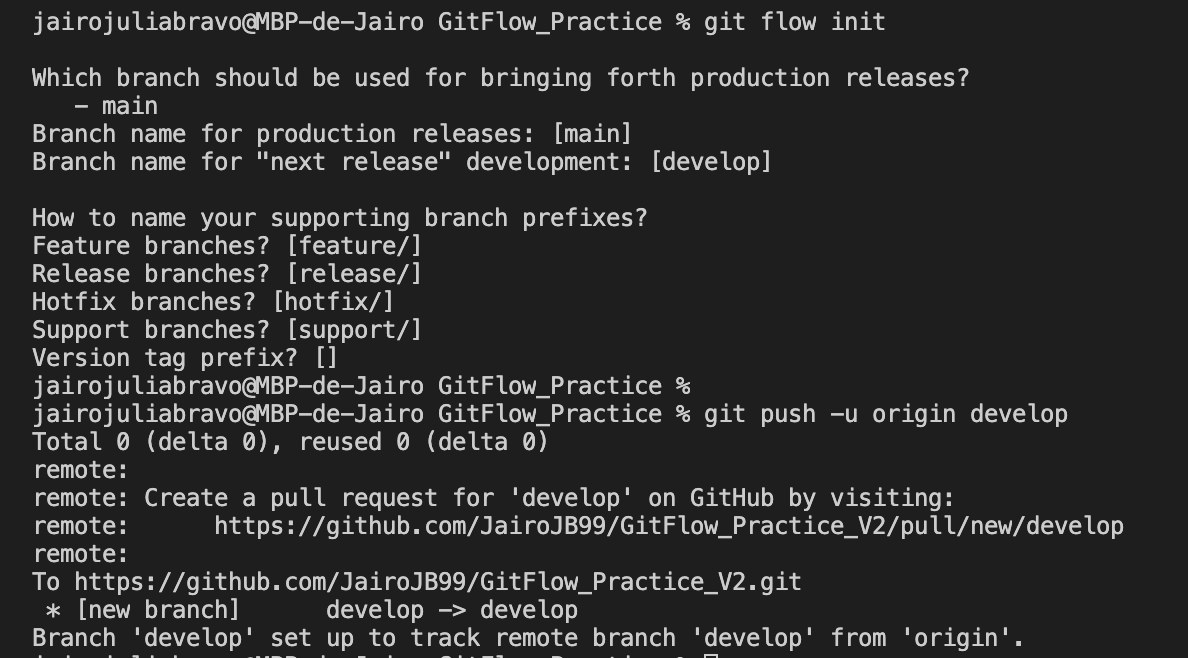 jairojuliabravo@MBP-de-Jairo GitFlow_Practice % git flow init
Which branch should be used for bringing forth production releases?
- main
Branch name for production releases: [main]
Branch name for "next release" development: [develop]
How to name your supporting branch prefixes?
Feature branches? [feature/]
Release branches? [release/]
Hotfix branches? [hotfix/]
Support branches? [support/]
Version tag prefix? []
jairojuliabravo@MBP-de-Jairo GitFlow_Practice %
jairojuliabravo@MBP-de-Jairo GitFlow_Practice % git push -u origin develop
Total 0 (delta 0), reused 0 (delta 0)
remote:
remote: Create a pull request for 'develop' on GitHub by visiting:
remote:      https://github.com/JairoJB99/GitFlow_Practice_V2/pull/new/develop
remote:
To https://github.com/JairoJB99/GitFlow_Practice_V2.git
* [new branch]      develop -> develop
Branch 'develop' set up to track remote branch 'develop' from 'origin'.